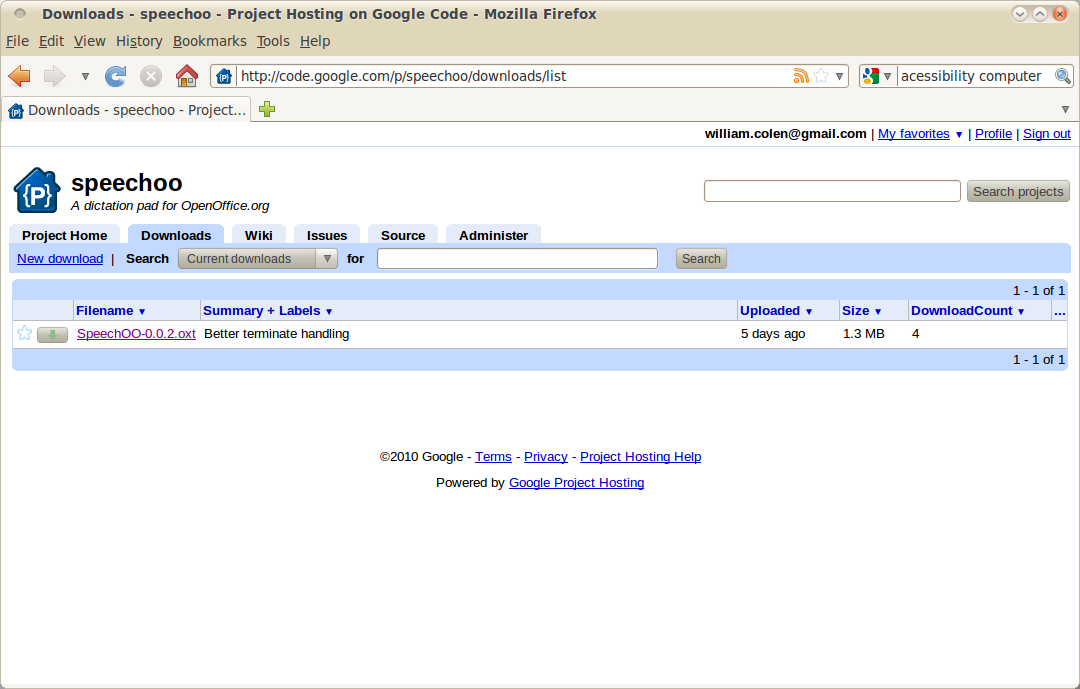 Downloads - speechoo - Project Hosting on Google Code - Mozilla Firefox
File Edit View History Bookmarks Tools Help
{P} http://code.google.com/p/speechoo/downloads/list acessibility computer
{P} Downloads - speechoo - Project...
william.colen@gmail.com | My favorites ▼ | Profile | Sign out
{P} speechoo
A dictation pad for OpenOffice.org
Search projects
Project Home Downloads Wiki Issues Source Administer
New download | Search Current downloads for Search
1 - 1 of 1
Filename ▼ Summary + Labels ▼ Uploaded ▼ Size ▼ DownloadCount ▼ ...
SpeechOO-0.0.2.oxt Better terminate handling 5 days ago 1.3 MB 4
1 - 1 of 1
©2010 Google - Terms - Privacy - Project Hosting Help
Powered by Google Project Hosting